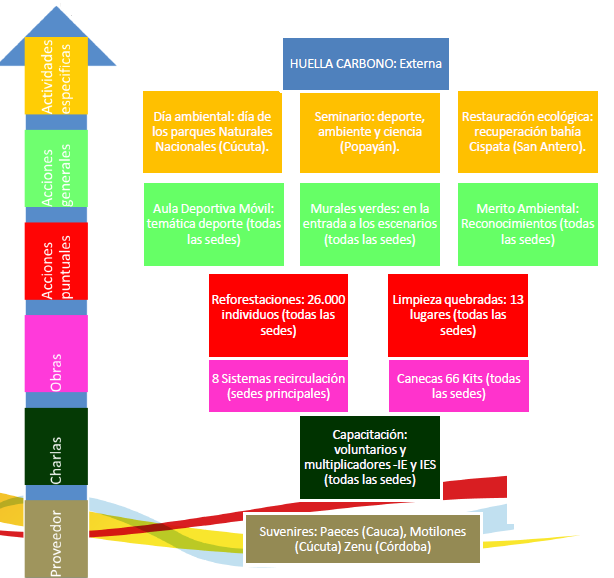 HUELLA CARBONO: Externa
Actividades
especificas
Día ambiental: día de
los parques Naturales
Nacionales (Cúcuta).
Seminario: deporte,
ambiente y ciencia
(Popayán).
Restauración ecológica:
recuperación bahía
Cispata (San Antero).
Acciones
generales
Aula Deportiva Móvil:
temática deporte (todas
las sedes)
Murales verdes: en la
entrada a los escenarios
(todas las sedes)
Merito Ambiental:
Reconocimientos (todas
las sedes)
Acciones
puntuales
Reforestaciones: 26.000
individuos (todas las
sedes)
Limpieza quebradas: 13
lugares (todas las
sedes)
Obras
8 Sistemas recirculación
(sedes principales)
Canecas 66 Kits (todas
las sedes)
Charlas
Capacitación:
voluntarios y
multiplicadores -IE y IES
(todas las sedes)
Proveedor
Suvenires: Paeces (Cauca), Motilones
(Cúcuta) Zenu (Córdoba)